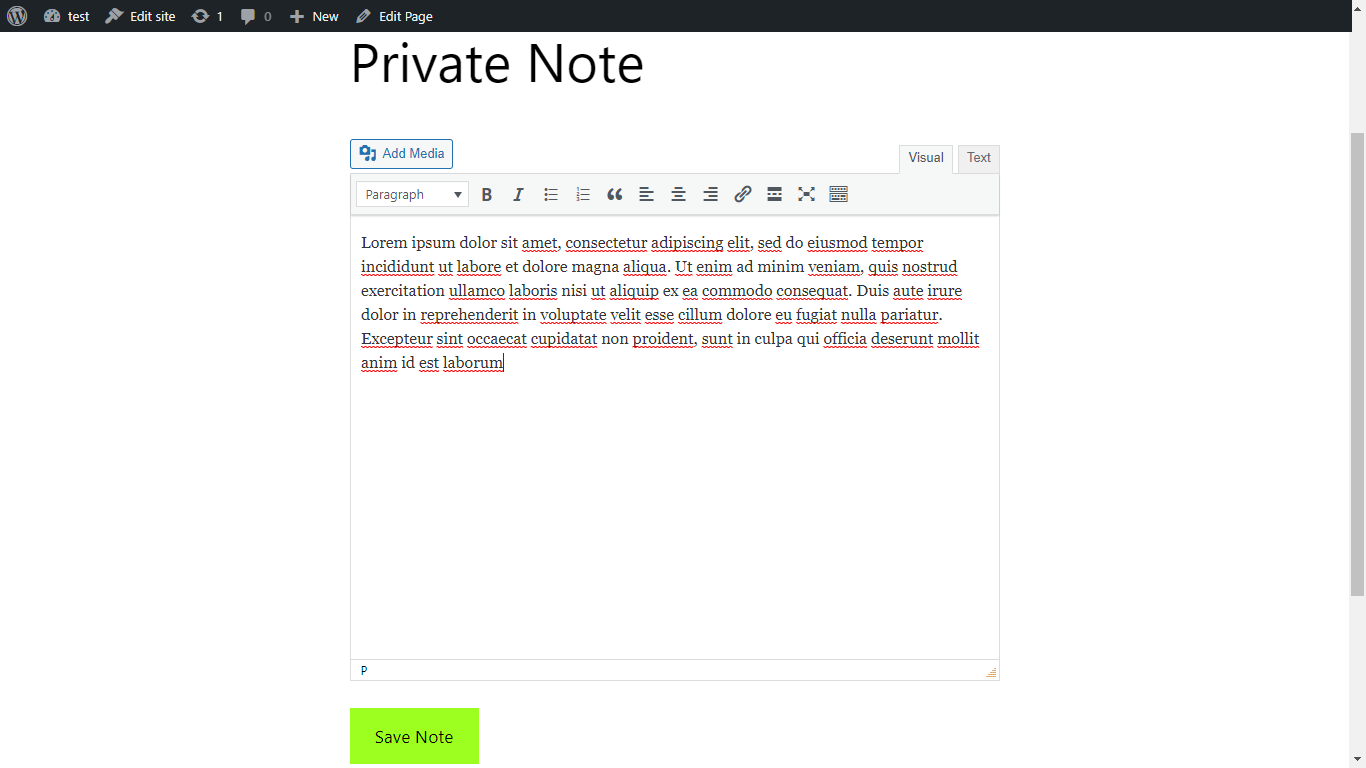 test Edit site 1 0 New Edit Page
Private Note
Add Media
Visual Text
Paragraph B I
Lorem ipsum dolor sit amet, consectetur adipiscing elit, sed do eiusmod tempor
incididunt ut labore et dolore magna aliqua. Ut enim ad minim veniam, quis nostrud
exercitation ullamco laboris nisi ut aliquip ex ea commodo consequat. Duis aute irure
dolor in reprehenderit in voluptate velit esse cillum dolore eu fugiat nulla pariatur.
Excepteur sint occaecat cupidatat non proident, sunt in culpa qui officia deserunt mollit
anim id est laborum
P
Save Note